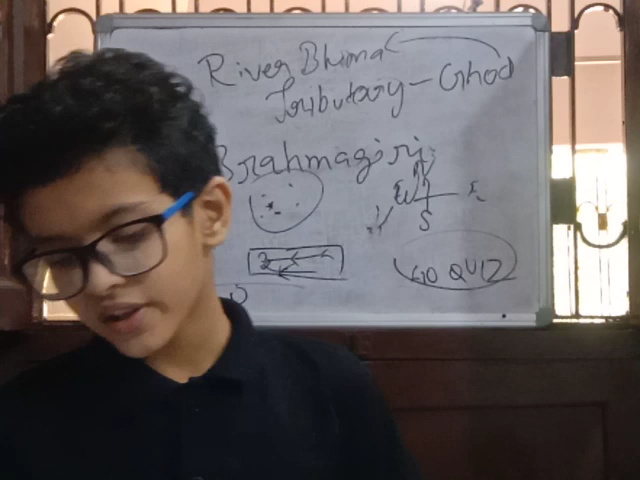 River Bhima
Tributary - Ghod
Brahmagiri
S
GO QUIZ